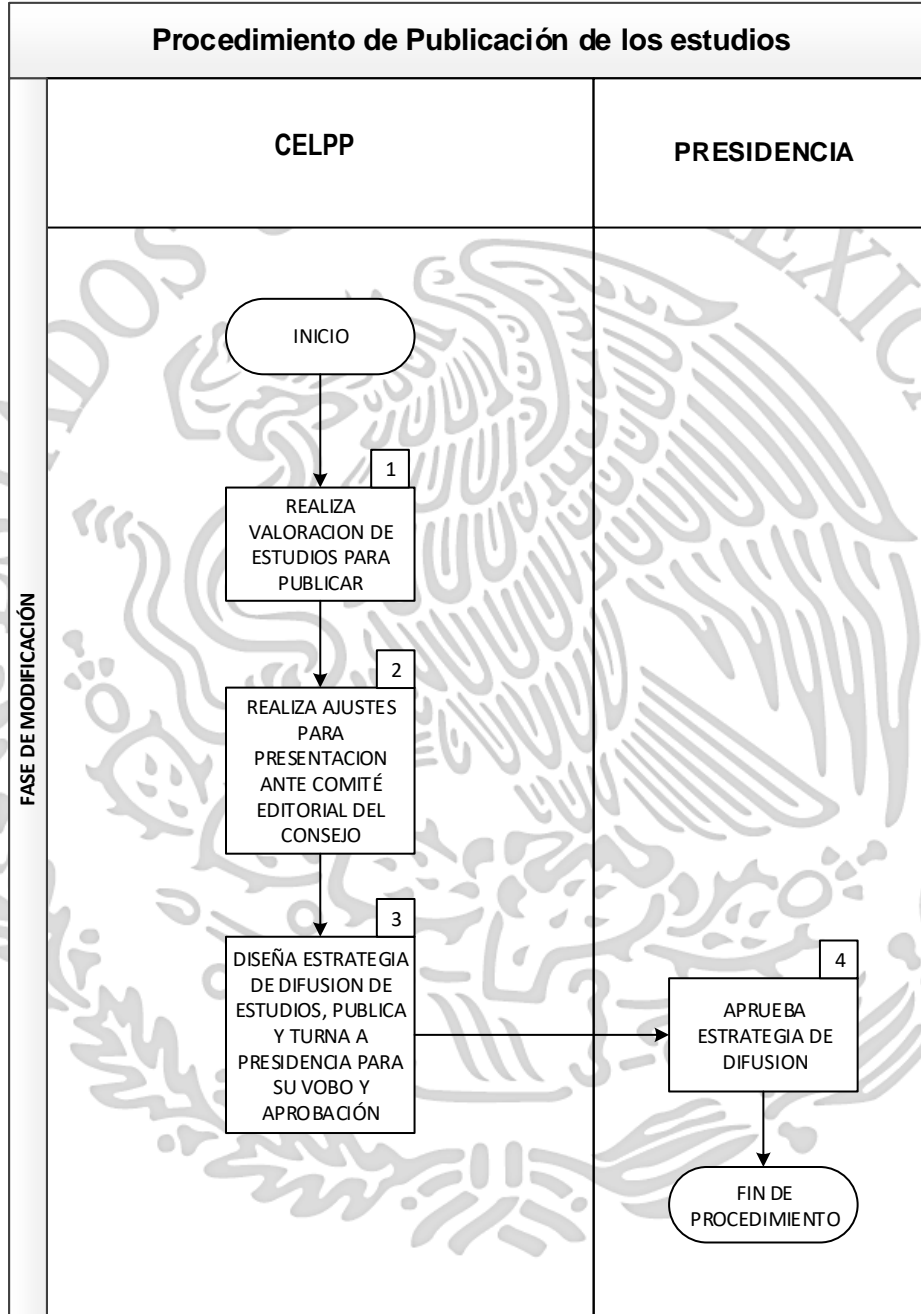 Procedimiento de Publicación de los estudios
CELPP
PRESIDENCIA
FASE DE MODIFICACIÓN
ADOS
MEXIC
INICIO
1
REALIZA
VALORACION DE
ESTUDIOS PARA
PUBLICAR
2
REALIZA AJUSTES
PARA
PRESENTACION
ANTE COMITÉ
EDITORIAL DEL
CONSEJO
3
DISEÑA ESTRATEGIA
DE DIFUSION DE
ESTUDIOS, PUBLICA
Y TURNA A
PRESIDENCIA PARA
SU VOBO Y
APROBACIÓN
4
APRUEBA
ESTRATEGIA DE
DIFUSION
FIN DE
PROCEDIMIENTO